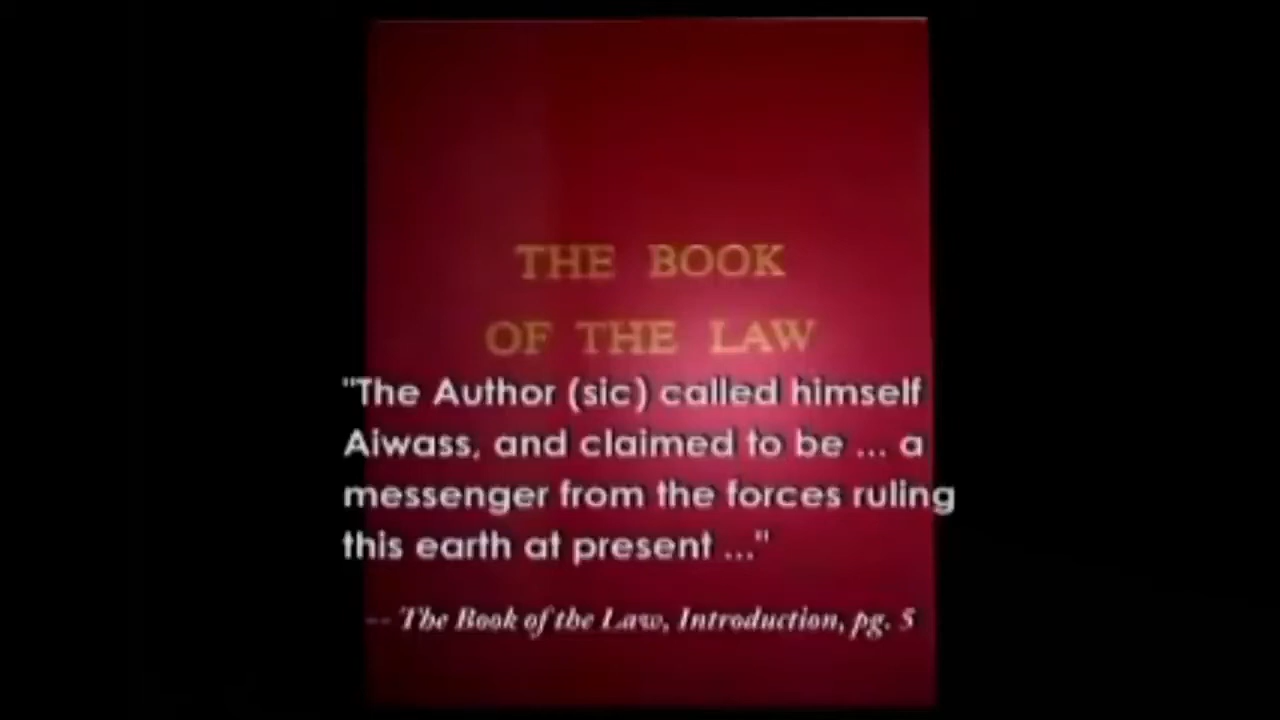 THE BOOK
OF THE LAW
"The Author (sic) called himself
Aiwass, and claimed to be ... a
messenger from the forces ruling
this earth at present ..."
-- The Book of the Law, Introduction, pg. 5